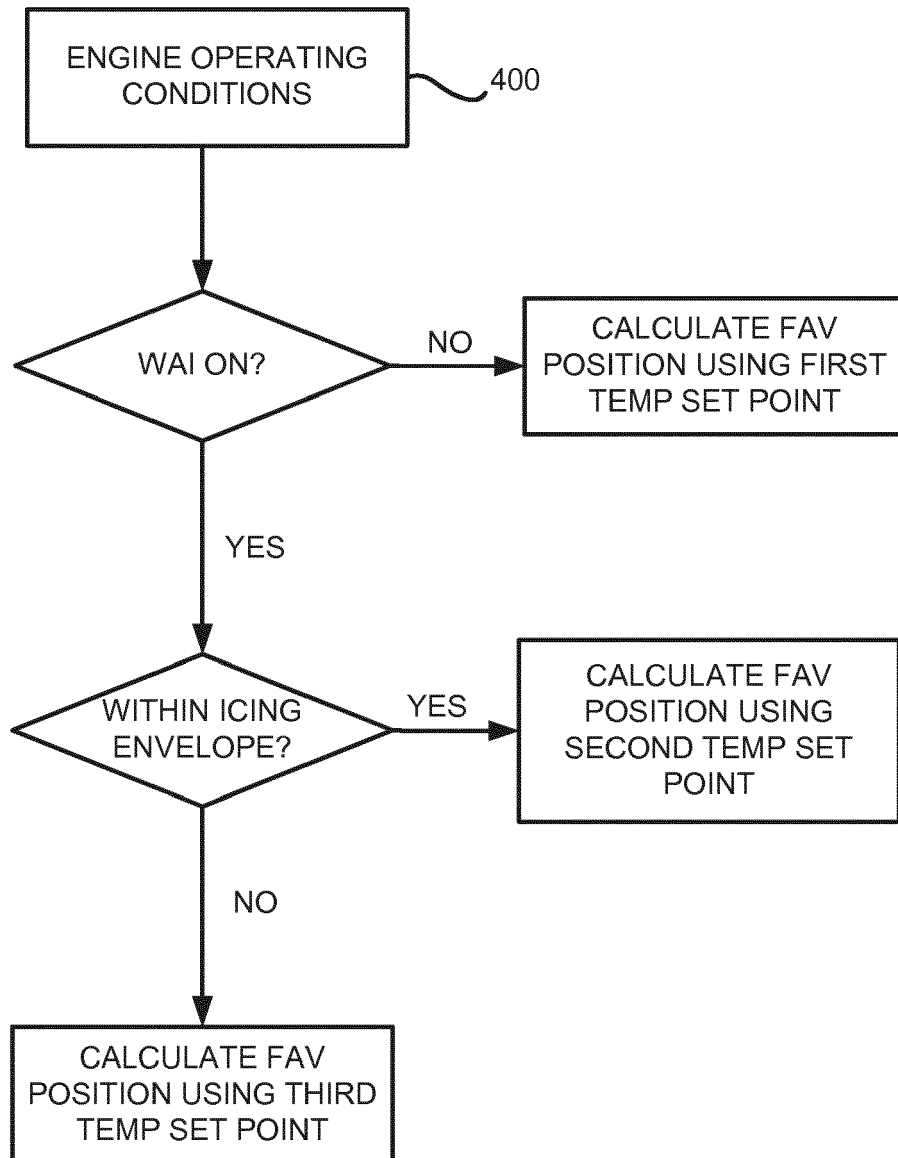 ENGINE OPERATING
CONDITIONS
400
WAI ON?
NO
CALCULATE FAV
POSITION USING FIRST
TEMP SET POINT
YES
WITHIN ICING
ENVELOPE?
YES
CALCULATE FAV
POSITION USING
SECOND TEMP SET
POINT
NO
CALCULATE FAV
POSITION USING THIRD
TEMP SET POINT